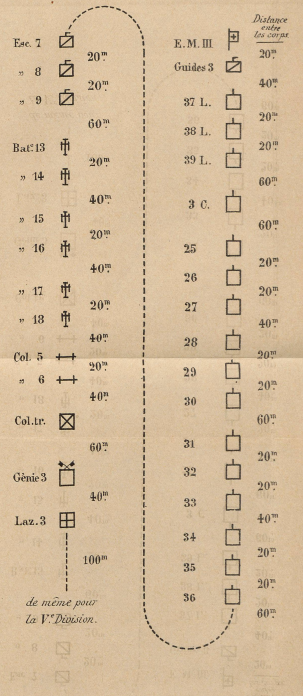 Distance
entre
les corps.
E. M. III
20m
Guides 3
40m
37 L.
20m
38 L.
20m
39 L.
60m
3 C.
60m
25
20m
26
20m
27
40m
28
20m
29
20m
30
60m
31
20m
32
20m
33
40m
34
20m
35
20m
36
60m
Esc. 7
20m
„ 8
20m
„ 9
60m
Bat: 13
20m
„ 14
40m
„ 15
20m
„ 16
40m
„ 17
20m
„ 18
40m
Col. 5
20m
„ 6
40m
Col. tr.
60m
Génie 3
40m
Laz. 3
100m
de même pour
la Ve Division.